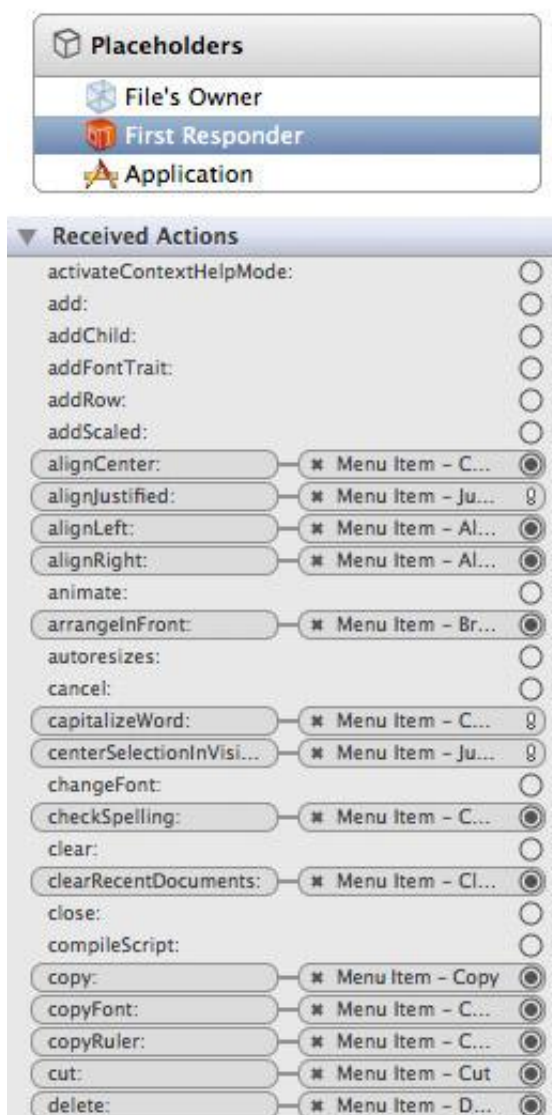 Placeholders
File's Owner
First Responder
Application
Received Actions
activateContextHelpMode:
add:
addChild:
addFontTrait:
addRow:
addScaled:
alignCenter: Menu Item – C...
alignJustified: Menu Item – Ju...
alignLeft: Menu Item – Al...
alignRight: Menu Item – Al...
animate:
arrangeInFront: Menu Item – Br...
autoresizes:
cancel:
capitalizeWord: Menu Item – C...
centerSelectionInVisi... Menu Item – Ju...
changeFont:
checkSpelling: Menu Item – C...
clear:
clearRecentDocuments: Menu Item – Cl...
close:
compileScript:
copy: Menu Item – Copy
copyFont: Menu Item – C...
copyRuler: Menu Item – C...
cut: Menu Item – Cut
delete: Menu Item – D...